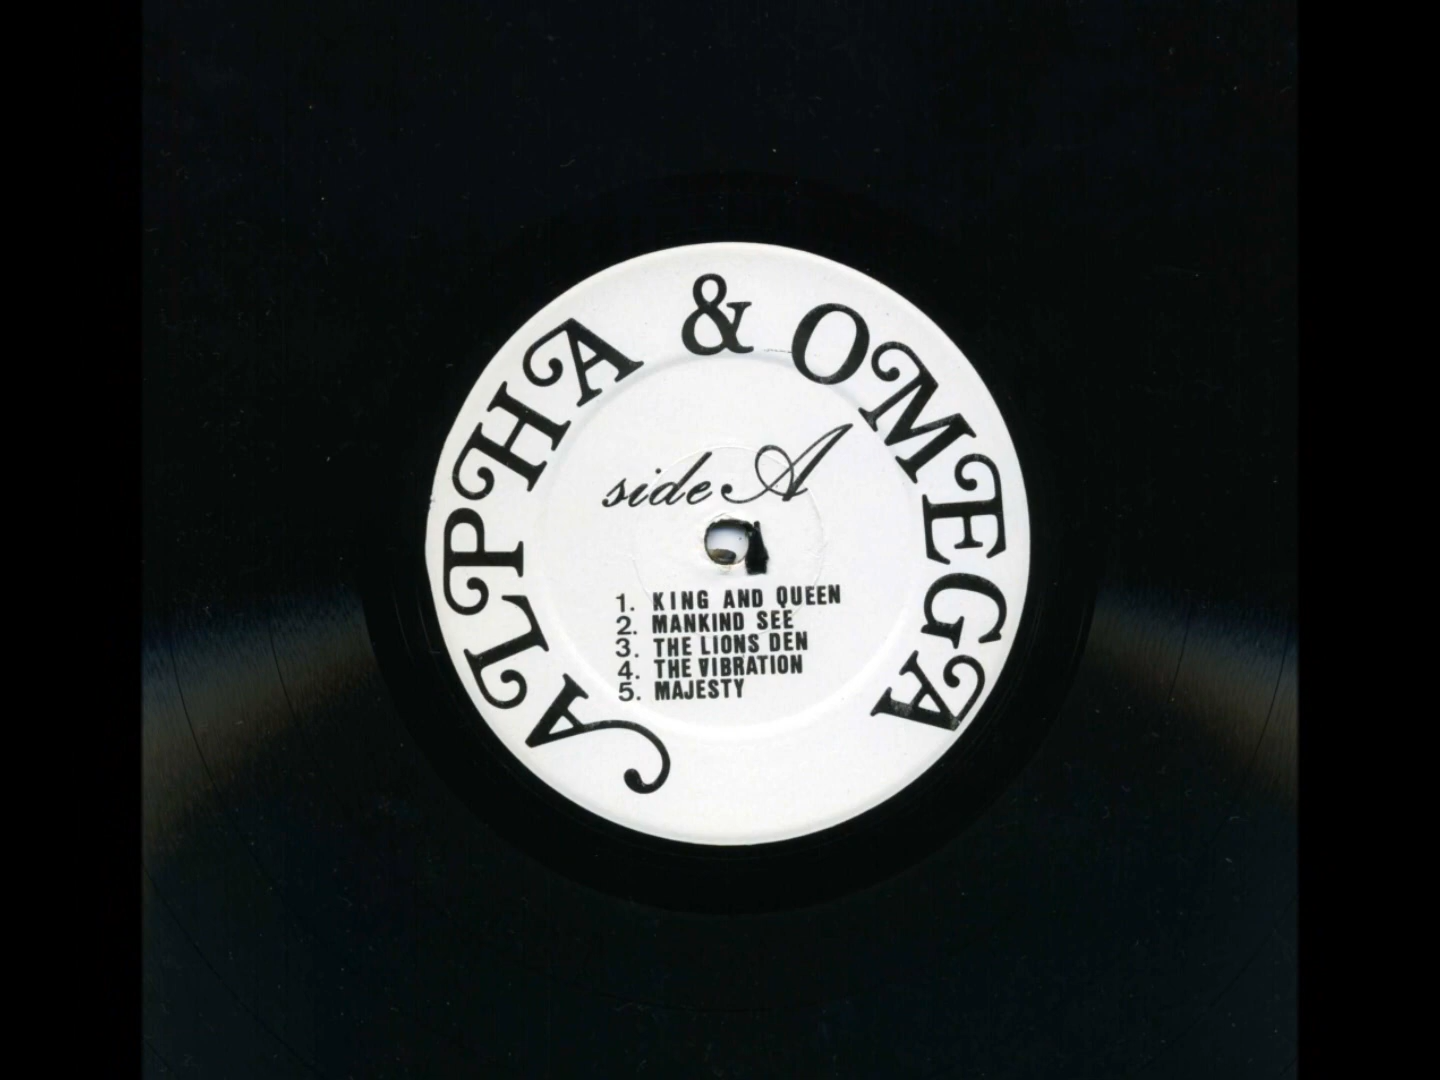 ALPHA & OMEGA
side A
1. KING AND QUEEN
2. MANKIND SEE
3. THE LIONS DEN
4. THE VIBRATION
5. MAJESTY